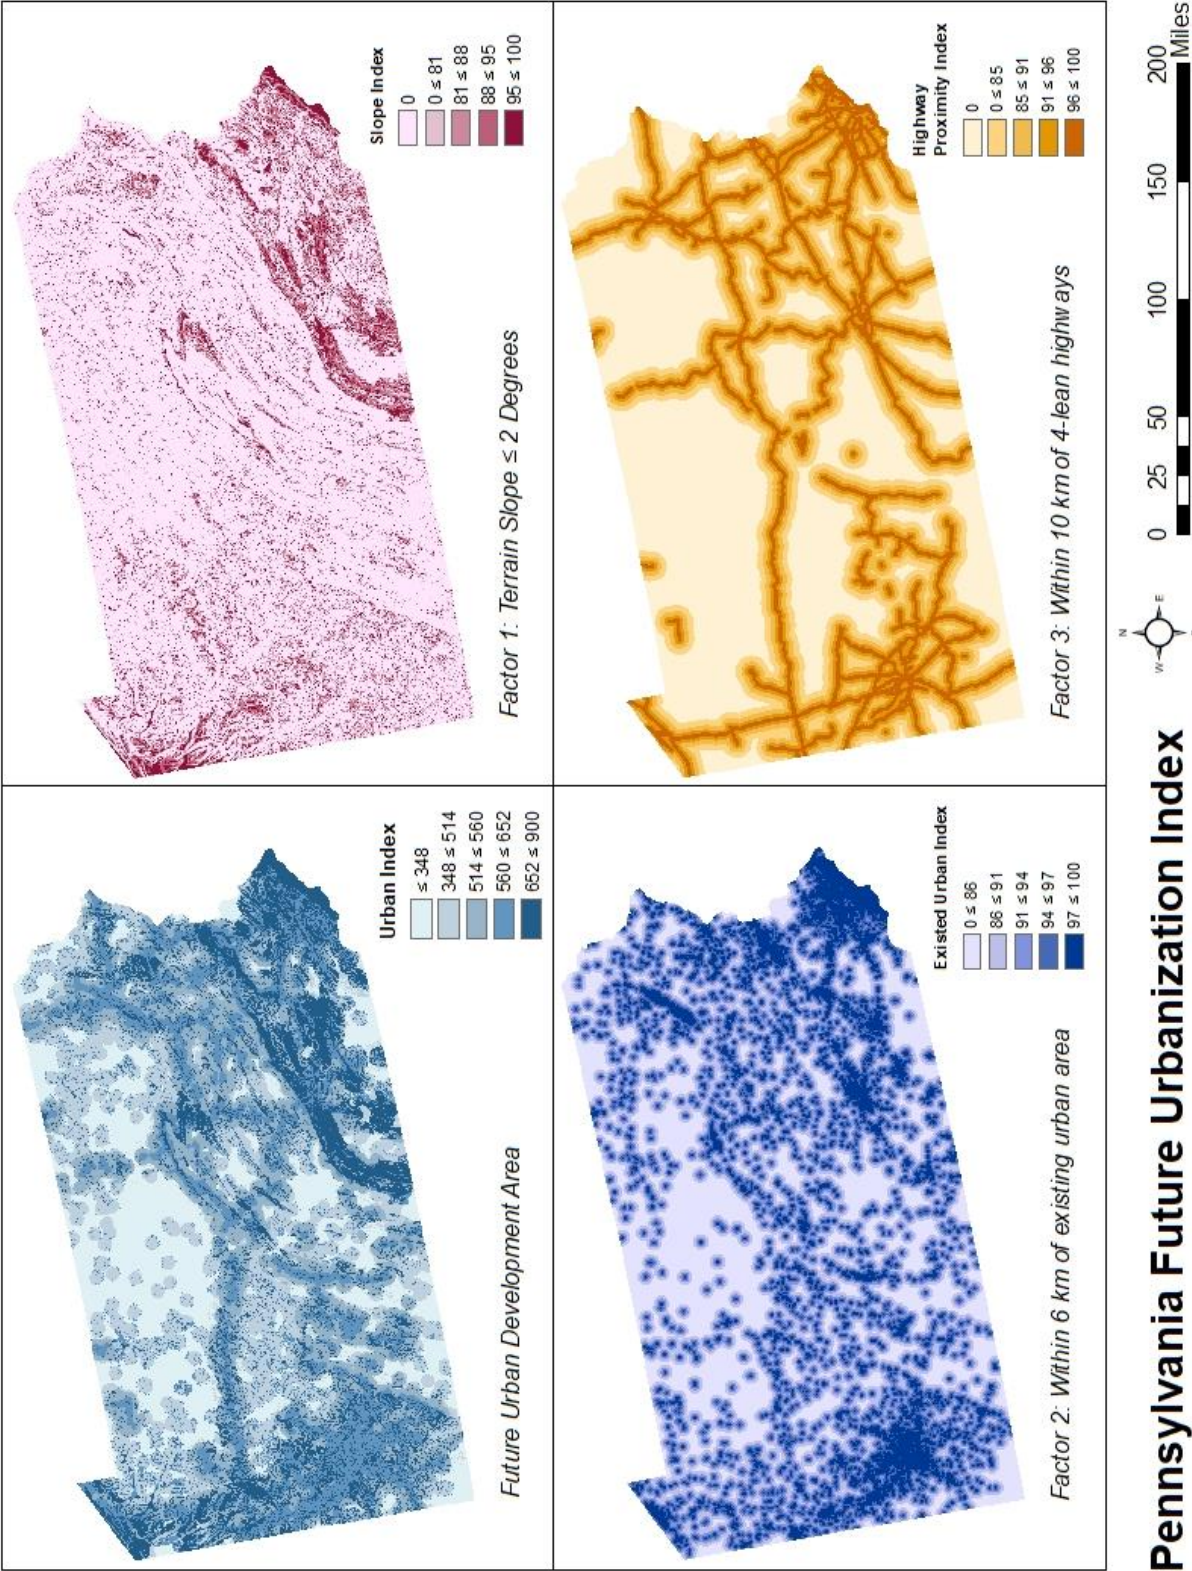 Urban Index
≤ 348
348 ≤ 514
514 ≤ 560
560 ≤ 652
652 ≤ 900
Future Urban Development Area
Slope Index
0
0 ≤ 81
81 ≤ 88
88 ≤ 95
95 ≤ 100
Factor 1: Terrain Slope ≤ 2 Degrees
Existed Urban Index
0 ≤ 86
86 ≤ 91
91 ≤ 94
94 ≤ 97
97 ≤ 100
Factor 2: Within 6 km of existing urban area
Highway
Proximity Index
0
0 ≤ 85
85 ≤ 91
91 ≤ 96
96 ≤ 100
Factor 3: Within 10 km of 4-lean highways
Pennsylvania Future Urbanization Index
N
W E
0 25 50 100 150 200
Miles